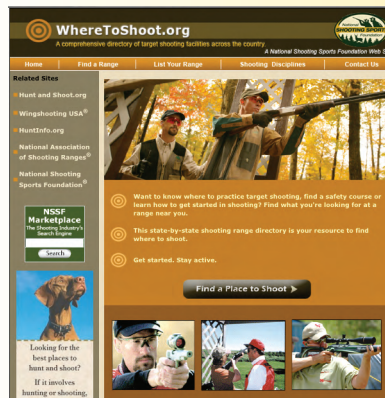 WhereToShoot.org
A comprehensive directory of target shooting facilities across the country.
National
SHOOTING SPORTS
Foundation
A National Shooting Sports Foundation Web S
Home
Find a Range
List Your Range
Shooting Disciplines
Contact Us
Related Sites
Hunt and Shoot.org
Wingshooting USA®
HuntInfo.org
National Association
of Shooting Ranges®
National Shooting
Sports Foundation®
NSSF
Marketplace
The Shooting Industry's
Search Engine
Search
Looking for the
best places to
hunt and shoot?
If it involves
hunting or shooting,
Want to know where to practice target shooting, find a safety course or
learn how to get started in shooting? Find what you're looking for at a
range near you.
This state-by-state shooting range directory is your resource to find
where to shoot.
Get started. Stay active.
Find a Place to Shoot